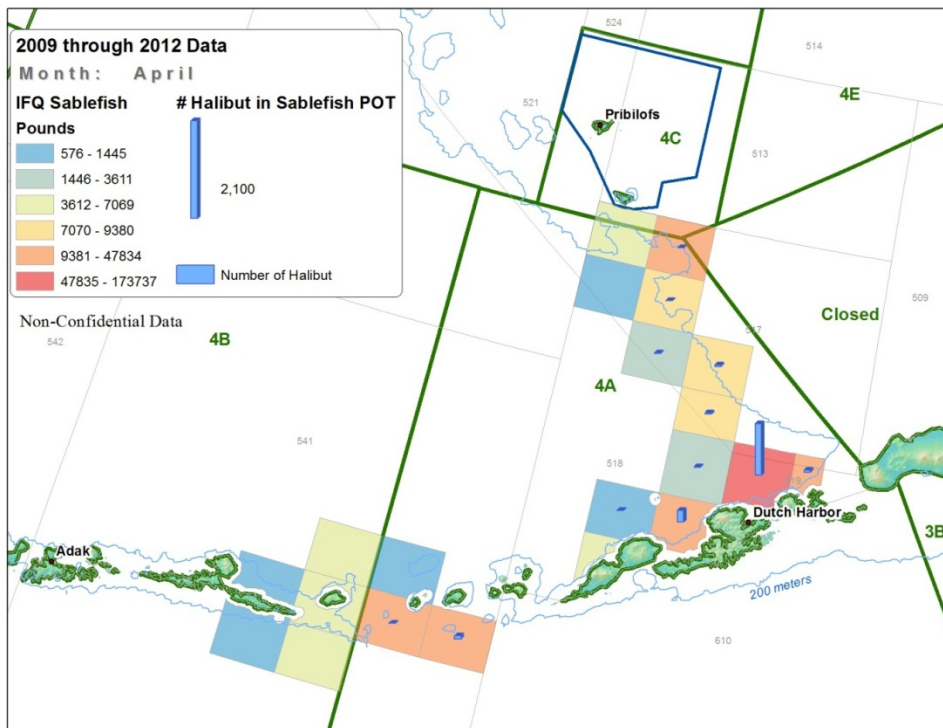 2009 through 2012 Data
Month: April
IFQ Sablefish
Pounds
576 - 1445
1446 - 3611
3612 - 7069
7070 - 9380
9381 - 47834
47835 - 173737
# Halibut in Sablefish POT
2,100
Number of Halibut
Non-Confidential Data
524
514
521
Pribilofs
4E
4C
513
509
Closed
517
542
4B
4A
541
518
519
Dutch Harbor
3B
Adak
200 meters
610